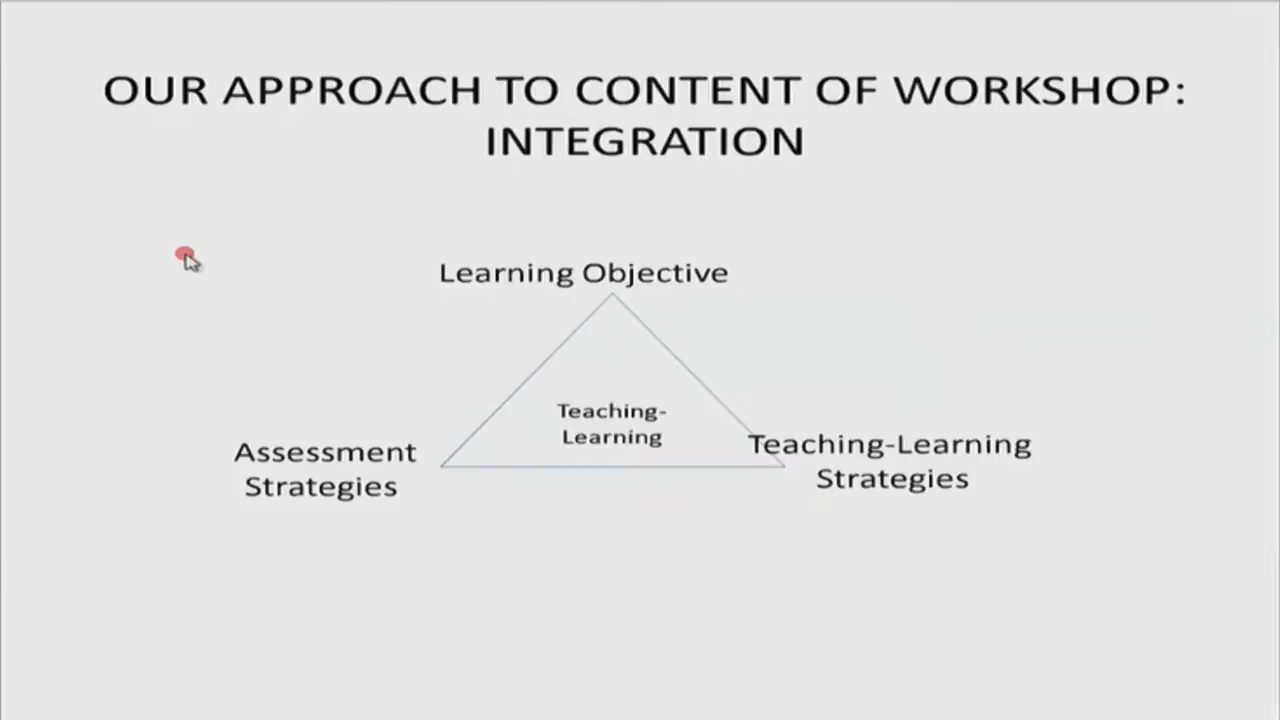 OUR APPROACH TO CONTENT OF WORKSHOP:
INTEGRATION
Learning Objective
Teaching-
Learning
Assessment
Strategies
Teaching-Learning
Strategies